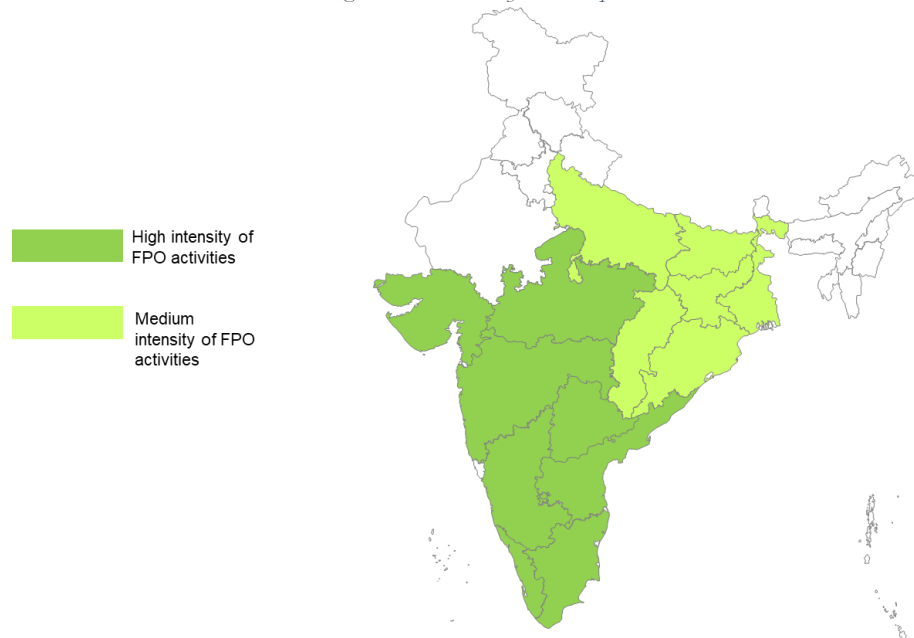 High intensity of
FPO activities
Medium
intensity of FPO
activities